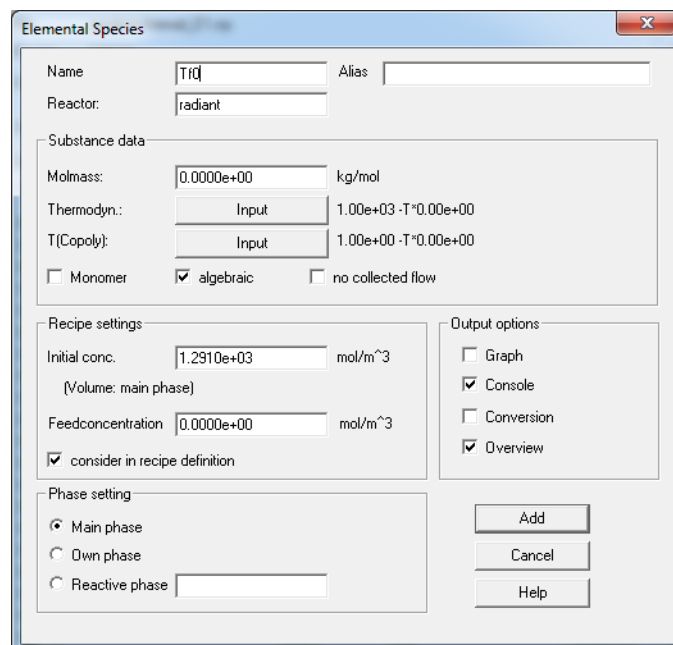 Elemental Species
Name Tf0 Alias
Reactor: radiant
Substance data
Molmass: 0.0000e+00 kg/mol
Thermodyn.: Input 1.00e+03 -T*0.00e+00
T(Copoly): Input 1.00e+00 -T*0.00e+00
Monomer algebraic no collected flow
Recipe settings
Initial conc. 1.2910e+03 mol/m^3
(Volume: main phase)
Feedconcentration 0.0000e+00 mol/m^3
consider in recipe definition
Output options
Graph
Console
Conversion
Overview
Phase setting
Main phase
Own phase
Reactive phase
Add
Cancel
Help